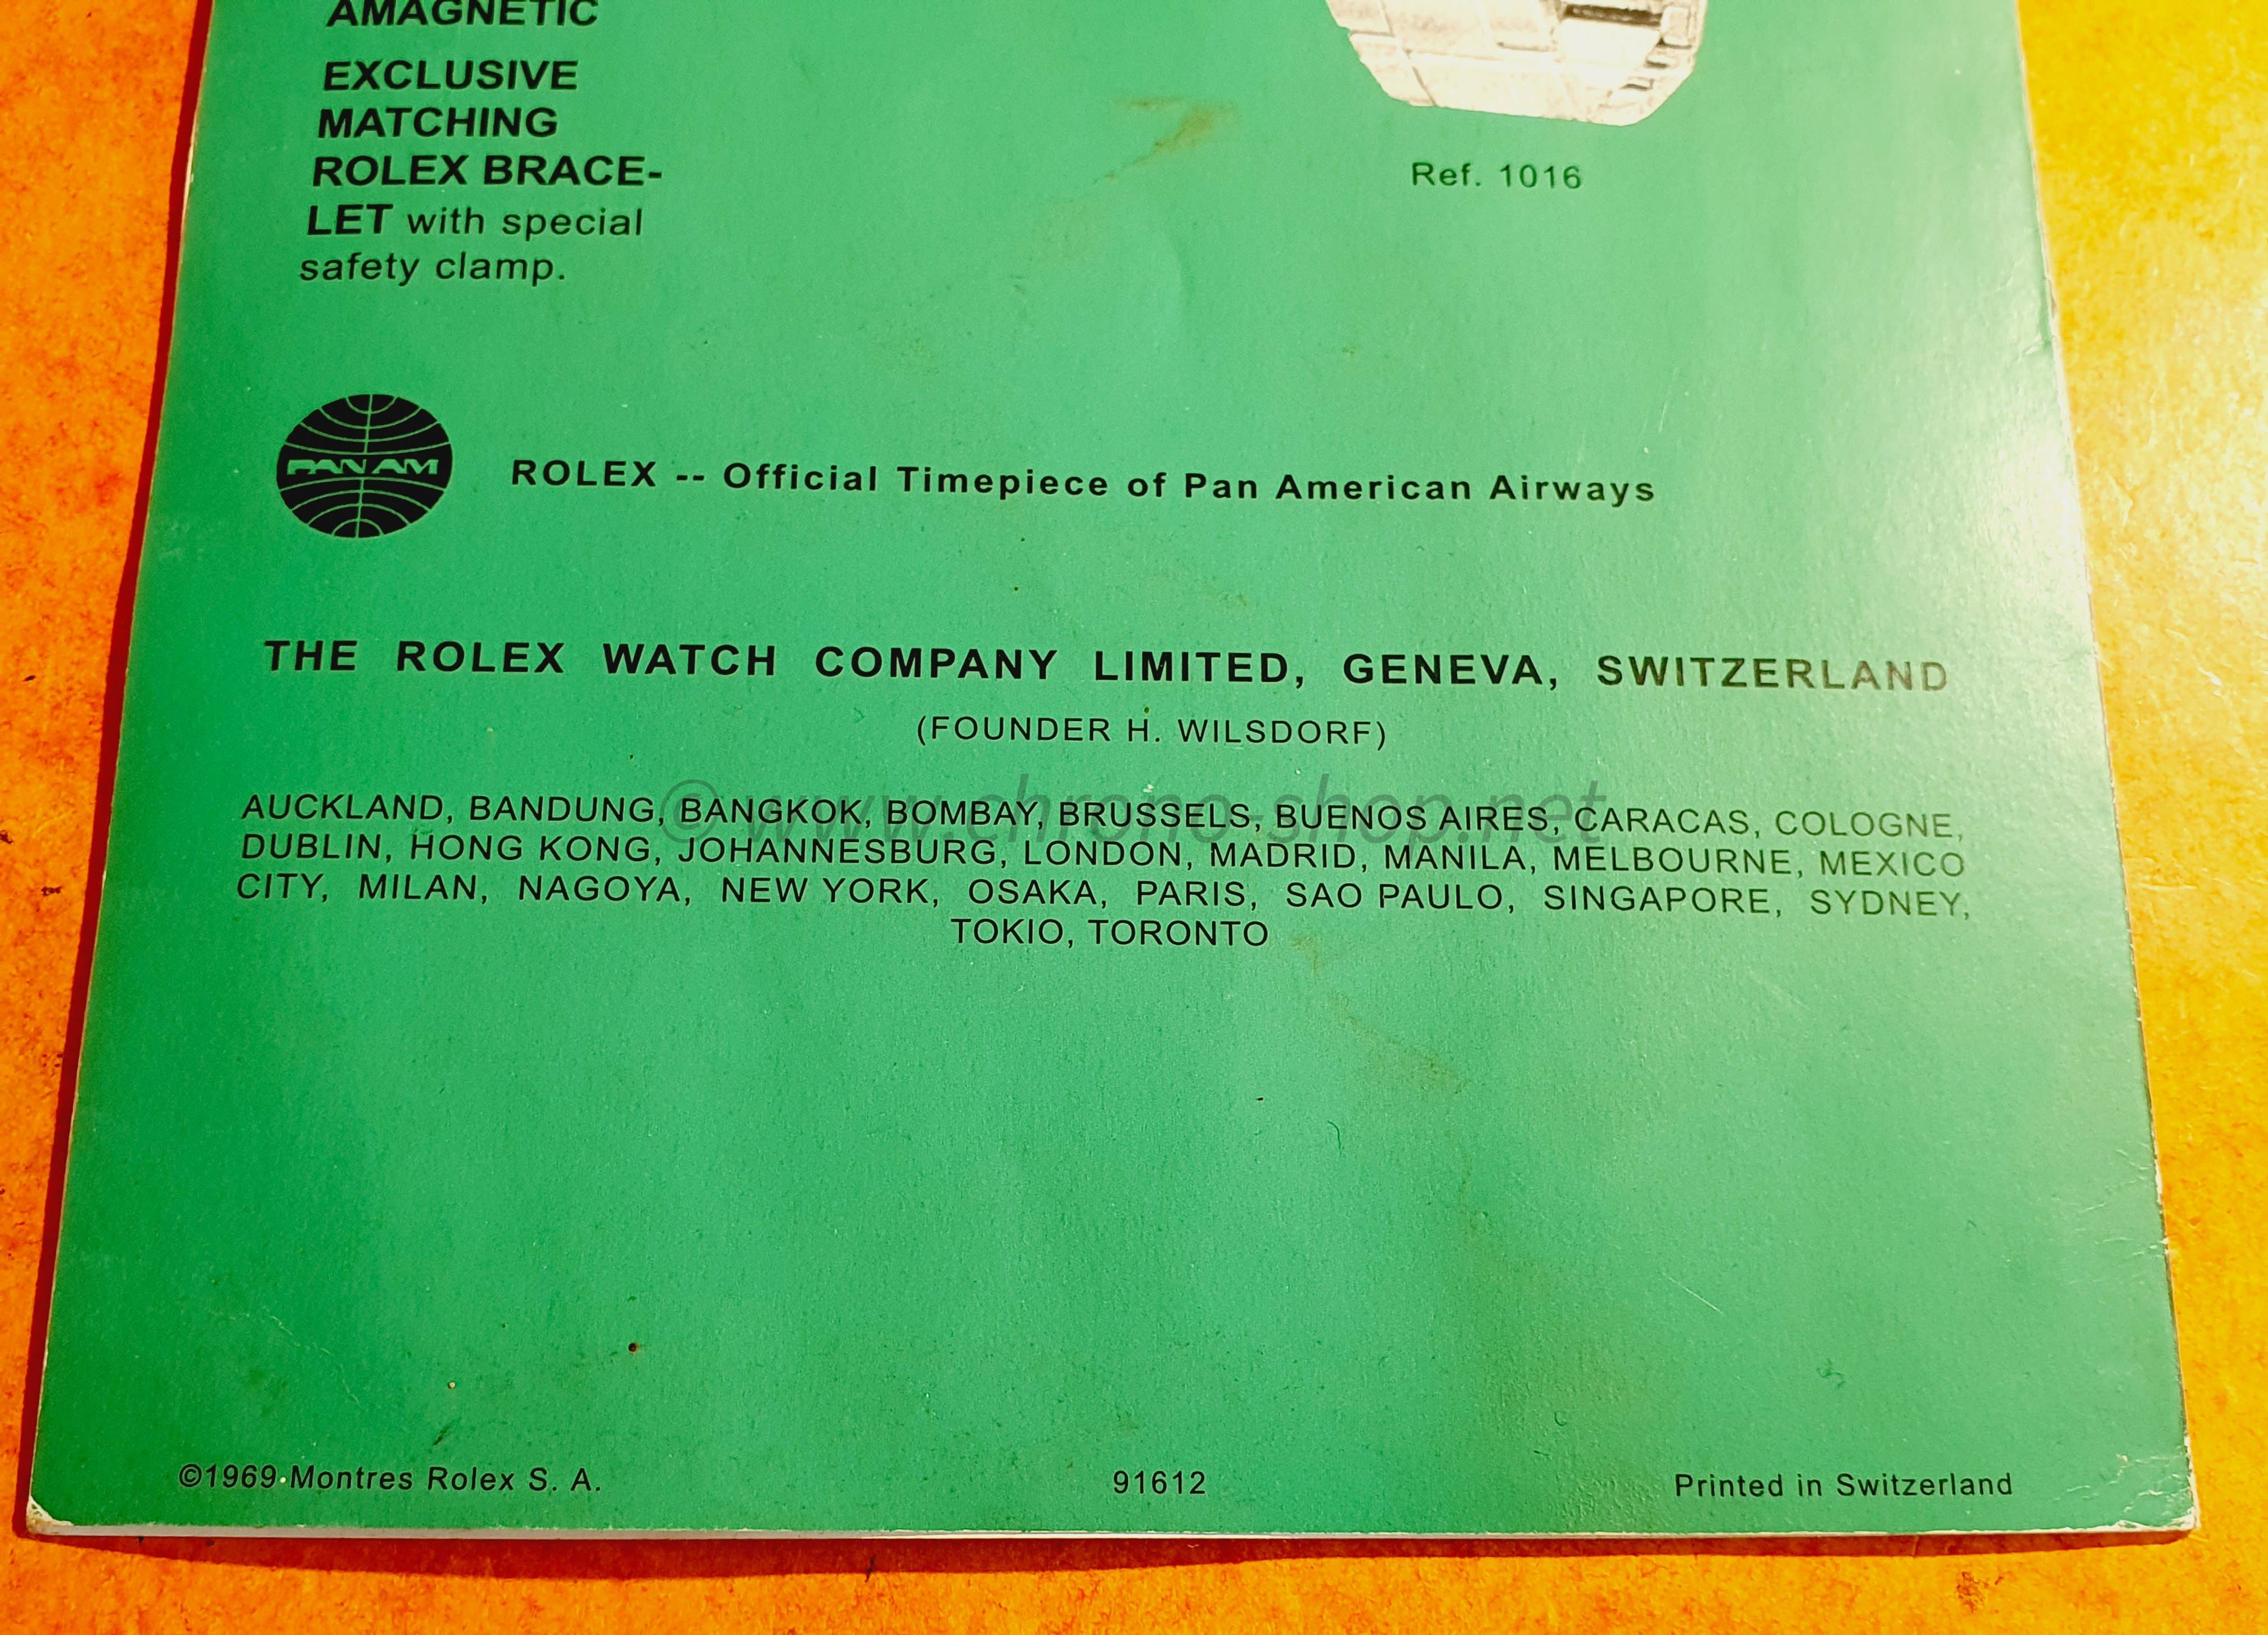 AMAGNETIC
EXCLUSIVE
MATCHING
ROLEX BRACE-
LET with special
safety clamp.
Ref. 1016
PAN AM
ROLEX -- Official Timepiece of Pan American Airways
THE ROLEX WATCH COMPANY LIMITED, GENEVA, SWITZERLAND
(FOUNDER H. WILSDORF)
© www.chrono-shop.net
AUCKLAND, BANDUNG, BANGKOK, BOMBAY, BRUSSELS, BUENOS AIRES, CARACAS, COLOGNE,
DUBLIN, HONG KONG, JOHANNESBURG, LONDON, MADRID, MANILA, MELBOURNE, MEXICO
CITY, MILAN, NAGOYA, NEW YORK, OSAKA, PARIS, SAO PAULO, SINGAPORE, SYDNEY,
TOKIO, TORONTO
©1969 Montres Rolex S. A.
91612
Printed in Switzerland